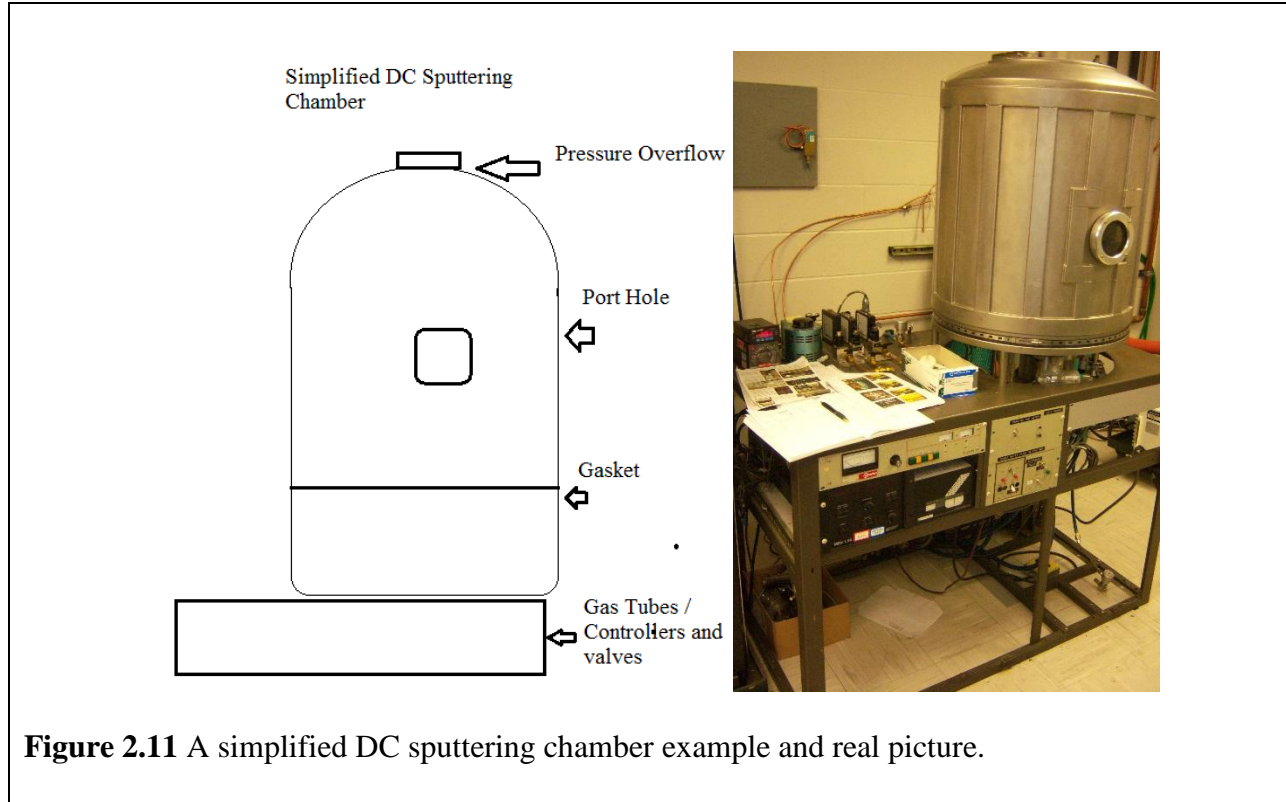 Simplified DC Sputtering
Chamber
Pressure Overflow
Port Hole
Gasket
Gas Tubes /
Controllers and
valves
Figure 2.11 A simplified DC sputtering chamber example and real picture.